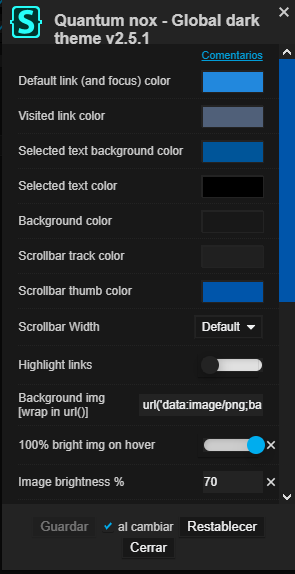 Quantum nox - Global dark
theme v2.5.1
Comentarios
Default link (and focus) color
Visited link color
Selected text background color
Selected text color
Background color
Scrollbar track color
Scrollbar thumb color
Scrollbar Width Default
Highlight links
Background img
[wrap in url()] url('data:image/png;ba
100% bright img on hover
Image brightness % 70
Guardar al cambiar Restablecer
Cerrar